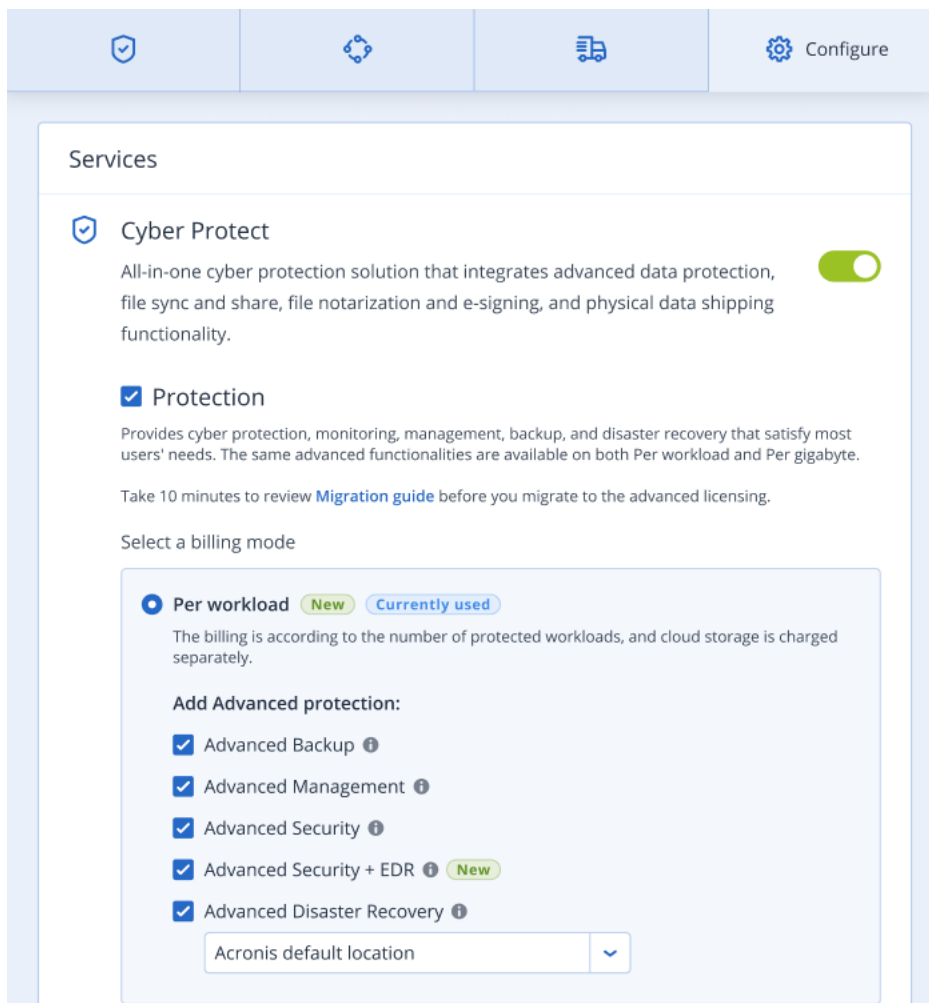 Configure
Services
Cyber Protect
All-in-one cyber protection solution that integrates advanced data protection,
file sync and share, file notarization and e-signing, and physical data shipping
functionality.
Protection
Provides cyber protection, monitoring, management, backup, and disaster recovery that satisfy most
users' needs. The same advanced functionalities are available on both Per workload and Per gigabyte.
Take 10 minutes to review Migration guide before you migrate to the advanced licensing.
Select a billing mode
Per workload New Currently used
The billing is according to the number of protected workloads, and cloud storage is charged
separately.
Add Advanced protection:
Advanced Backup
Advanced Management
Advanced Security
Advanced Security + EDR New
Advanced Disaster Recovery
Acronis default location